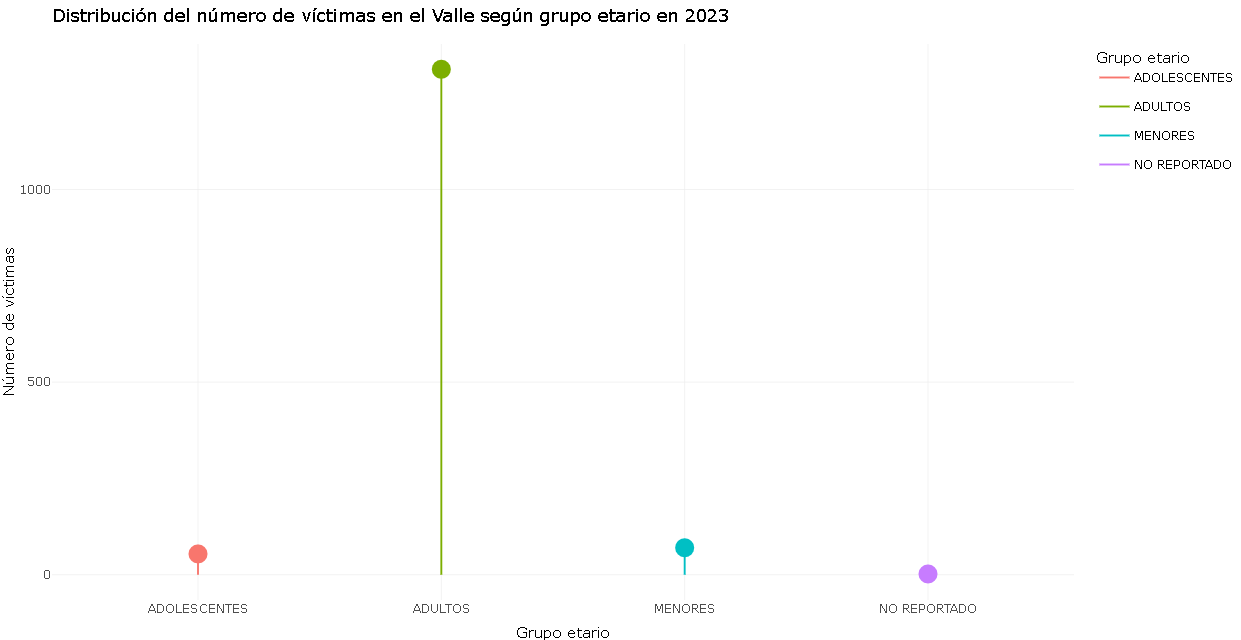 Distribución del número de víctimas en el Valle según grupo etario en 2023
Grupo etario
ADOLESCENTES
ADULTOS
MENORES
NO REPORTADO
Número de víctimas
1000
500
0
ADOLESCENTES
ADULTOS
MENORES
NO REPORTADO
Grupo etario